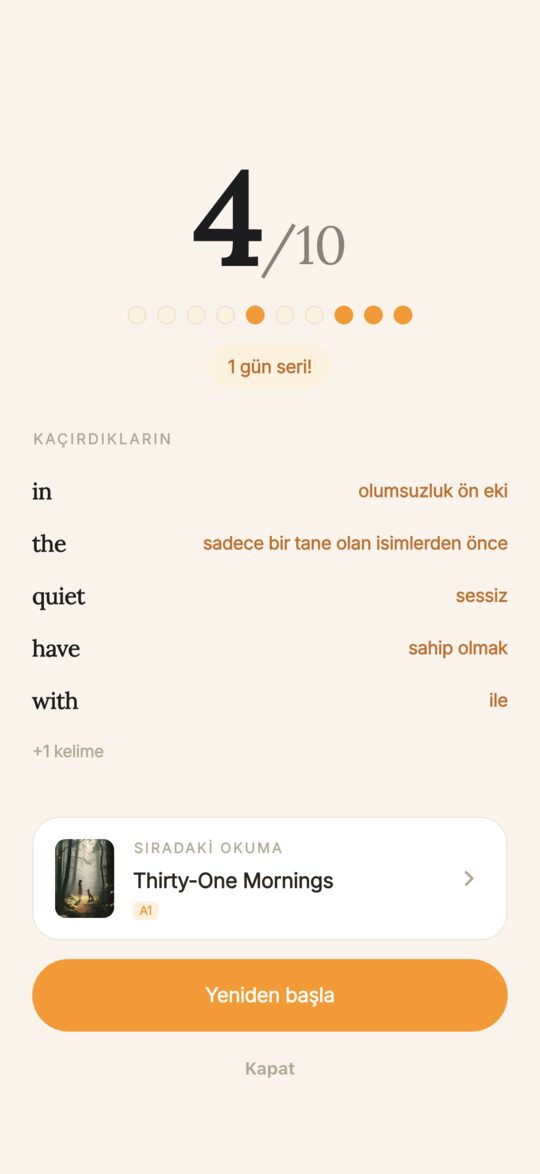 4/10
1 gün seri!
KAÇIRDIKLARIN
in
olumsuzluk ön eki
the
sadece bir tane olan isimlerden önce
quiet
sessiz
have
sahip olmak
with
ile
+1 kelime
SIRADAKİ OKUMA
Thirty-One Mornings
A1
Yeniden başla
Kapat